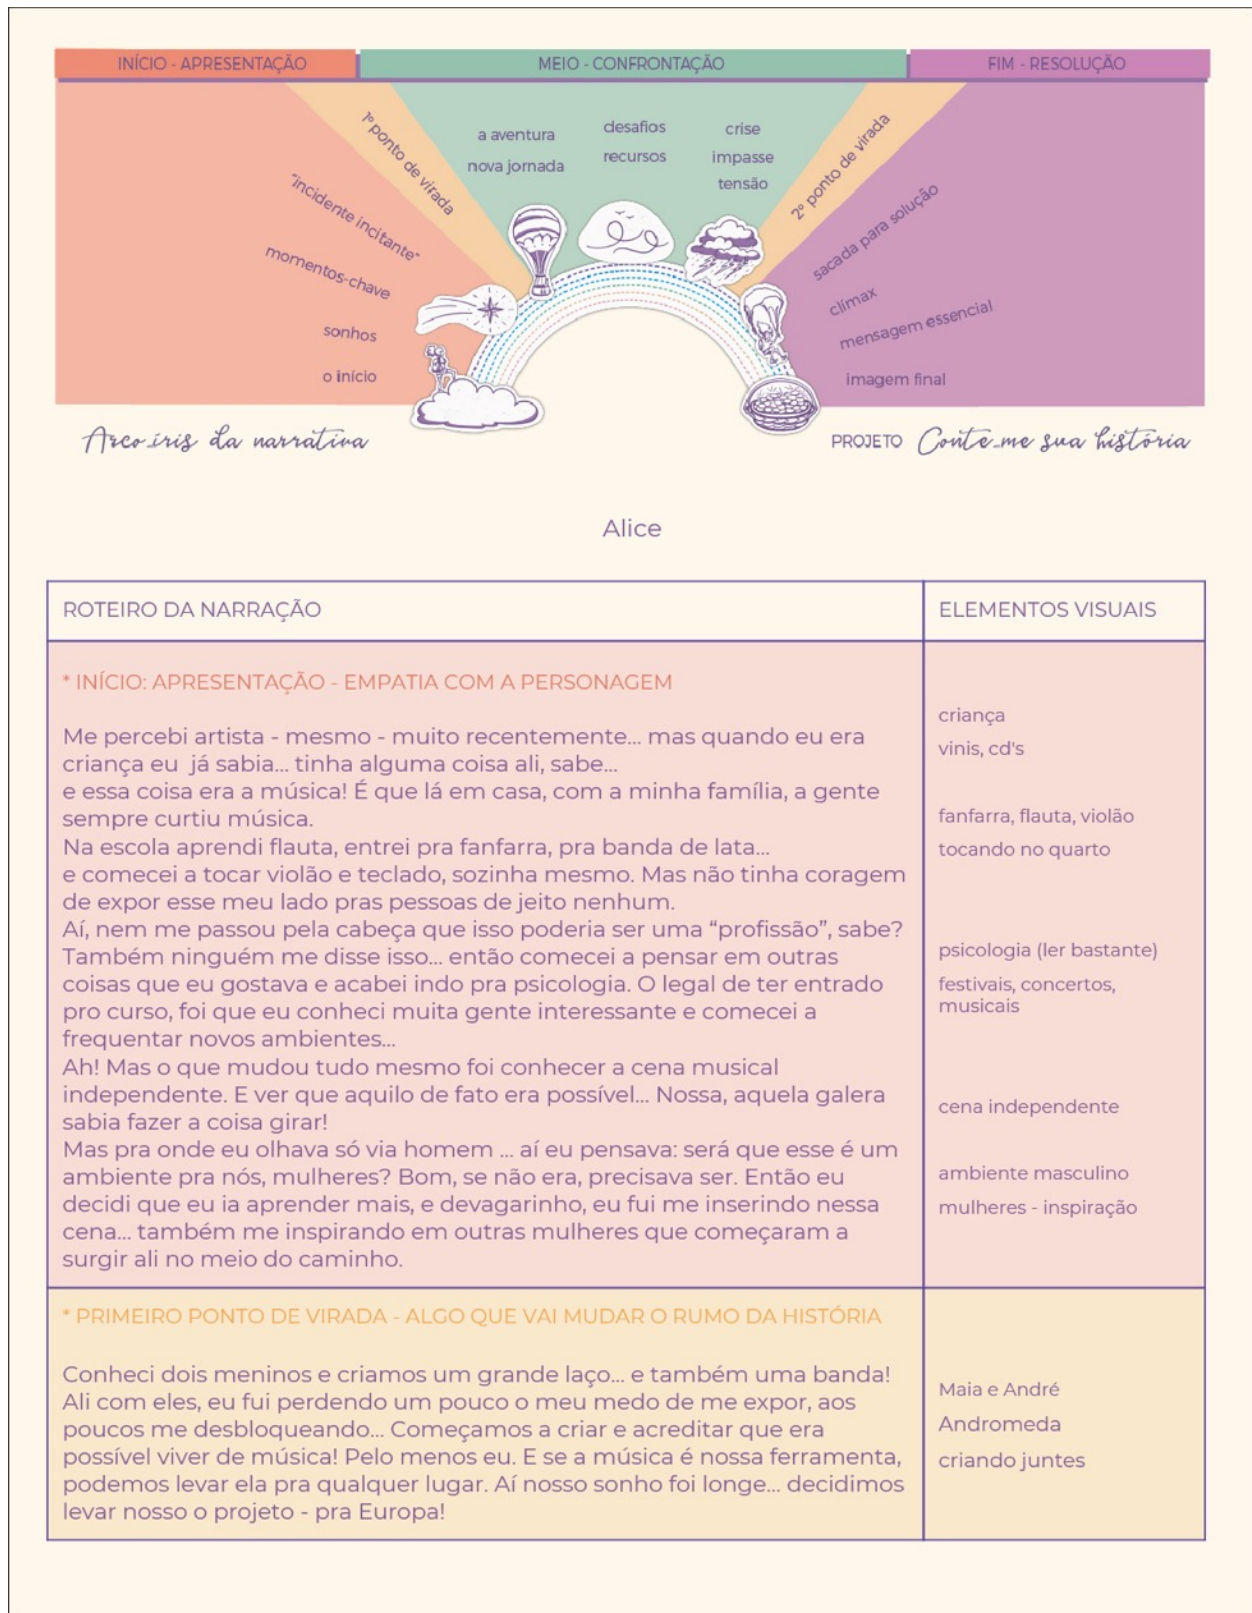 INÍCIO - APRESENTAÇÃO
MEIO - CONFRONTAÇÃO
FIM - RESOLUÇÃO
1º ponto de virada
"incidente incitante"
momentos-chave
sonhos
o início
a aventura
nova jornada
desafios
recursos
crise
impasse
tensão
2º ponto de virada
sacada para solução
clímax
mensagem essencial
imagem final
Arco-íris da narrativa
PROJETO Conte-me sua história
Alice
ROTEIRO DA NARRAÇÃO
ELEMENTOS VISUAIS
* INÍCIO: APRESENTAÇÃO - EMPATIA COM A PERSONAGEM
Me percebi artista - mesmo - muito recentemente... mas quando eu era
criança eu já sabia... tinha alguma coisa ali, sabe...
e essa coisa era a música! É que lá em casa, com a minha família, a gente
sempre curtiu música.
Na escola aprendi flauta, entrei pra fanfarra, pra banda de lata...
e comecei a tocar violão e teclado, sozinha mesmo. Mas não tinha coragem
de expor esse meu lado pras pessoas de jeito nenhum.
Aí, nem me passou pela cabeça que isso poderia ser uma “profissão”, sabe?
Também ninguém me disse isso... então comecei a pensar em outras
coisas que eu gostava e acabei indo pra psicologia. O legal de ter entrado
pro curso, foi que eu conheci muita gente interessante e comecei a
frequentar novos ambientes...
Ah! Mas o que mudou tudo mesmo foi conhecer a cena musical
independente. E ver que aquilo de fato era possível... Nossa, aquela galera
sabia fazer a coisa girar!
Mas pra onde eu olhava só via homem ... aí eu pensava: será que esse é um
ambiente pra nós, mulheres? Bom, se não era, precisava ser. Então eu
decidi que eu ia aprender mais, e devagarinho, eu fui me inserindo nessa
cena... também me inspirando em outras mulheres que começaram a
surgir ali no meio do caminho.
criança
vinis, cd's
fanfarra, flauta, violão
tocando no quarto
psicologia (ler bastante)
festivais, concertos,
musicais
cena independente
ambiente masculino
mulheres - inspiração
* PRIMEIRO PONTO DE VIRADA - ALGO QUE VAI MUDAR O RUMO DA HISTÓRIA
Conheci dois meninos e criamos um grande laço... e também uma banda!
Ali com eles, eu fui perdendo um pouco o meu medo de me expor, aos
poucos me desbloqueando... Começamos a criar e acreditar que era
possível viver de música! Pelo menos eu. E se a música é nossa ferramenta,
podemos levar ela pra qualquer lugar. Aí nosso sonho foi longe... decidimos
levar nosso o projeto - pra Europa!
Maia e André
Andromeda
criando juntes